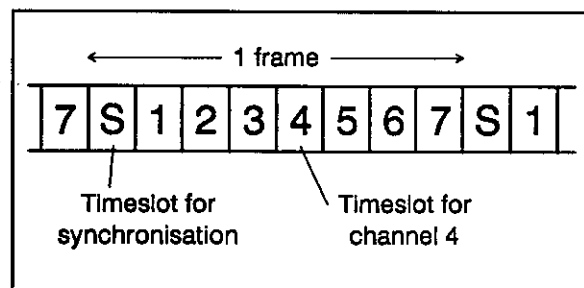 1 frame
7 S 1 2 3 4 5 6 7 S 1
Timeslot for
synchronisation
Timeslot for
channel 4